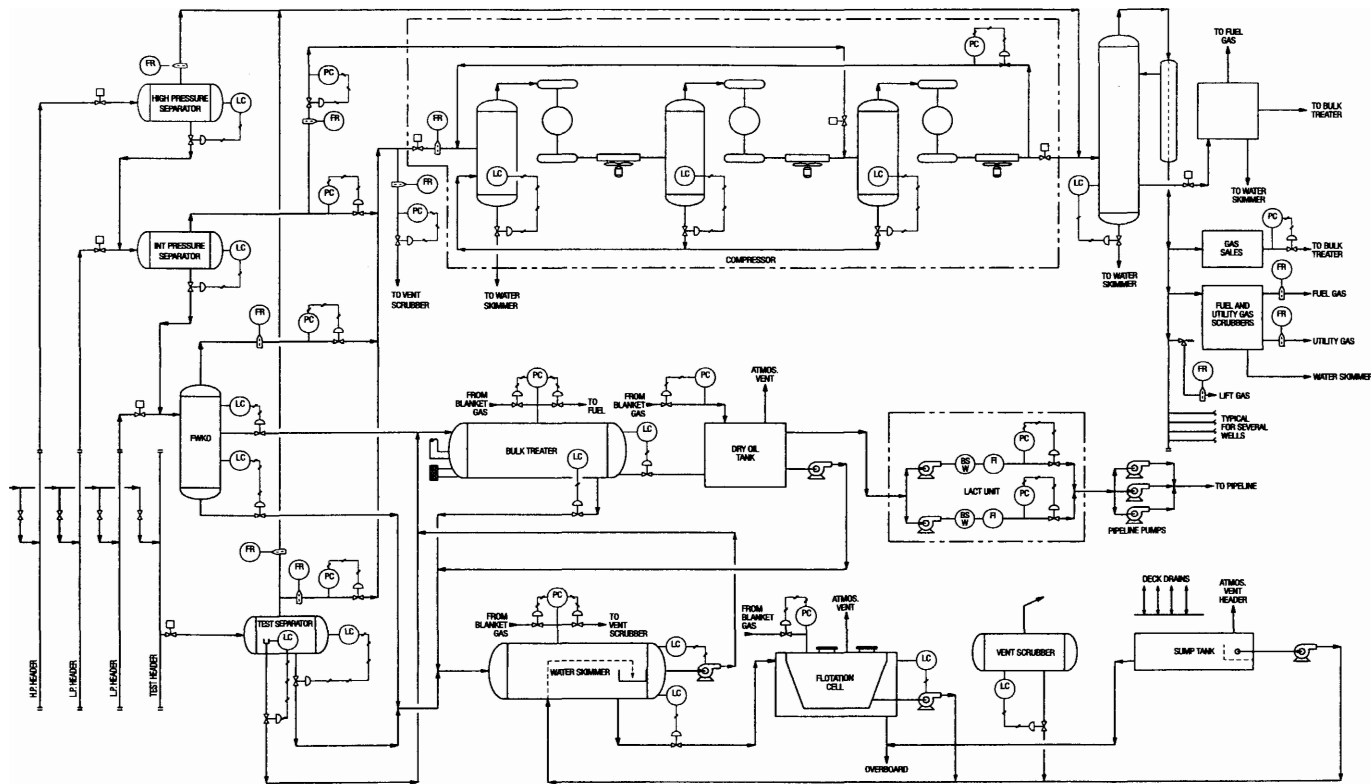 FR
HIGH PRESSURE
SEPARATOR
LC
PC
FR
PC
INT PRESSURE
SEPARATOR
LC
FR
PC
FR
FR
PC
TO VENT
SCRUBBER
LC
TO WATER
SKIMMER
LC
LC
PC
COMPRESSOR
LC
TO WATER
SKIMMER
TO FUEL
GAS
TO BULK
TREATER
TO WATER
SKIMMER
GAS
SALES
PC
TO BULK
TREATER
FUEL AND
UTILITY GAS
SCRUBBERS
FR
FUEL GAS
FR
UTILITY GAS
WATER SKIMMER
FR
LIFT GAS
TYPICAL
FOR SEVERAL
WELLS
FWKO
LC
LC
FROM
BLANKET
GAS
PC
TO
FUEL
BULK TREATER
LC
LC
FROM
BLANKET
GAS
PC
ATMOS.
VENT
DRY OIL
TANK
BS
W
FI
PC
LACT UNIT
BS
W
FI
PC
PIPELINE PUMPS
TO PIPELINE
H.P. HEADER
L.P. HEADER
L.P. HEADER
TEST HEADER
FR
FR
PC
TEST SEPARATOR
LC
LC
FROM
BLANKET
GAS
PC
TO
VENT
SCRUBBER
WATER SKIMMER
LC
LC
FROM
BLANKET
GAS
PC
ATMOS.
VENT
FLOTATION
CELL
LC
OVERBOARD
VENT SCRUBBER
LC
DECK DRAINS
ATMOS.
VENT
HEADER
SUMP TANK